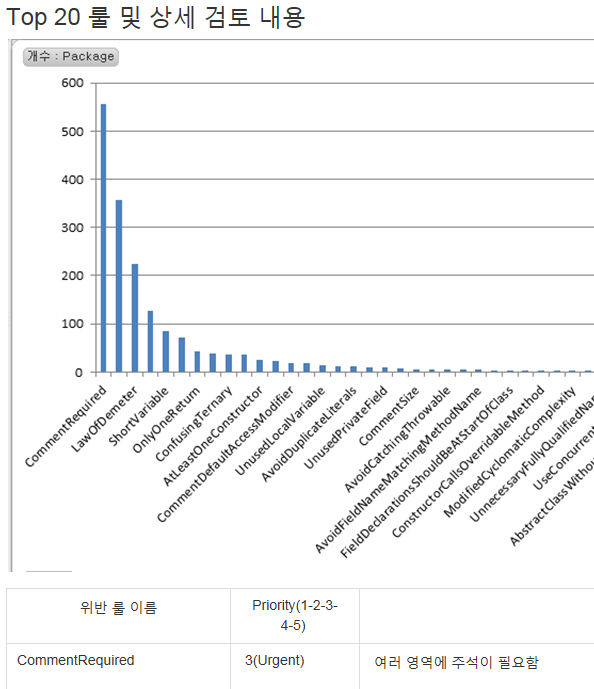 Top 20 룰 및 상세 검토 내용
개수 : Package
600
500
400
300
200
100
0
CommentRequired
LawOfDemeter
ShortVariable
OnlyOneReturn
ConfusingTernary
AtLeastOneConstructor
CommentDefaultAccessModifier
UnusedLocalVariable
AvoidDuplicateLiterals
UnusedPrivateField
CommentSize
AvoidCatchingThrowable
AvoidFieldNameMatchingMethodName
FieldDeclarationsShouldBeAtStartOfClass
ConstructorCallsOverridableMethod
ModifiedCyclomaticComplexity
UnnecessaryFullyQualifiedNa
UseConcurrent
AbstractClassWitho
위반 룰 이름
Priority(1-2-3-
4-5)
CommentRequired
3(Urgent)
여러 영역에 주석이 필요함